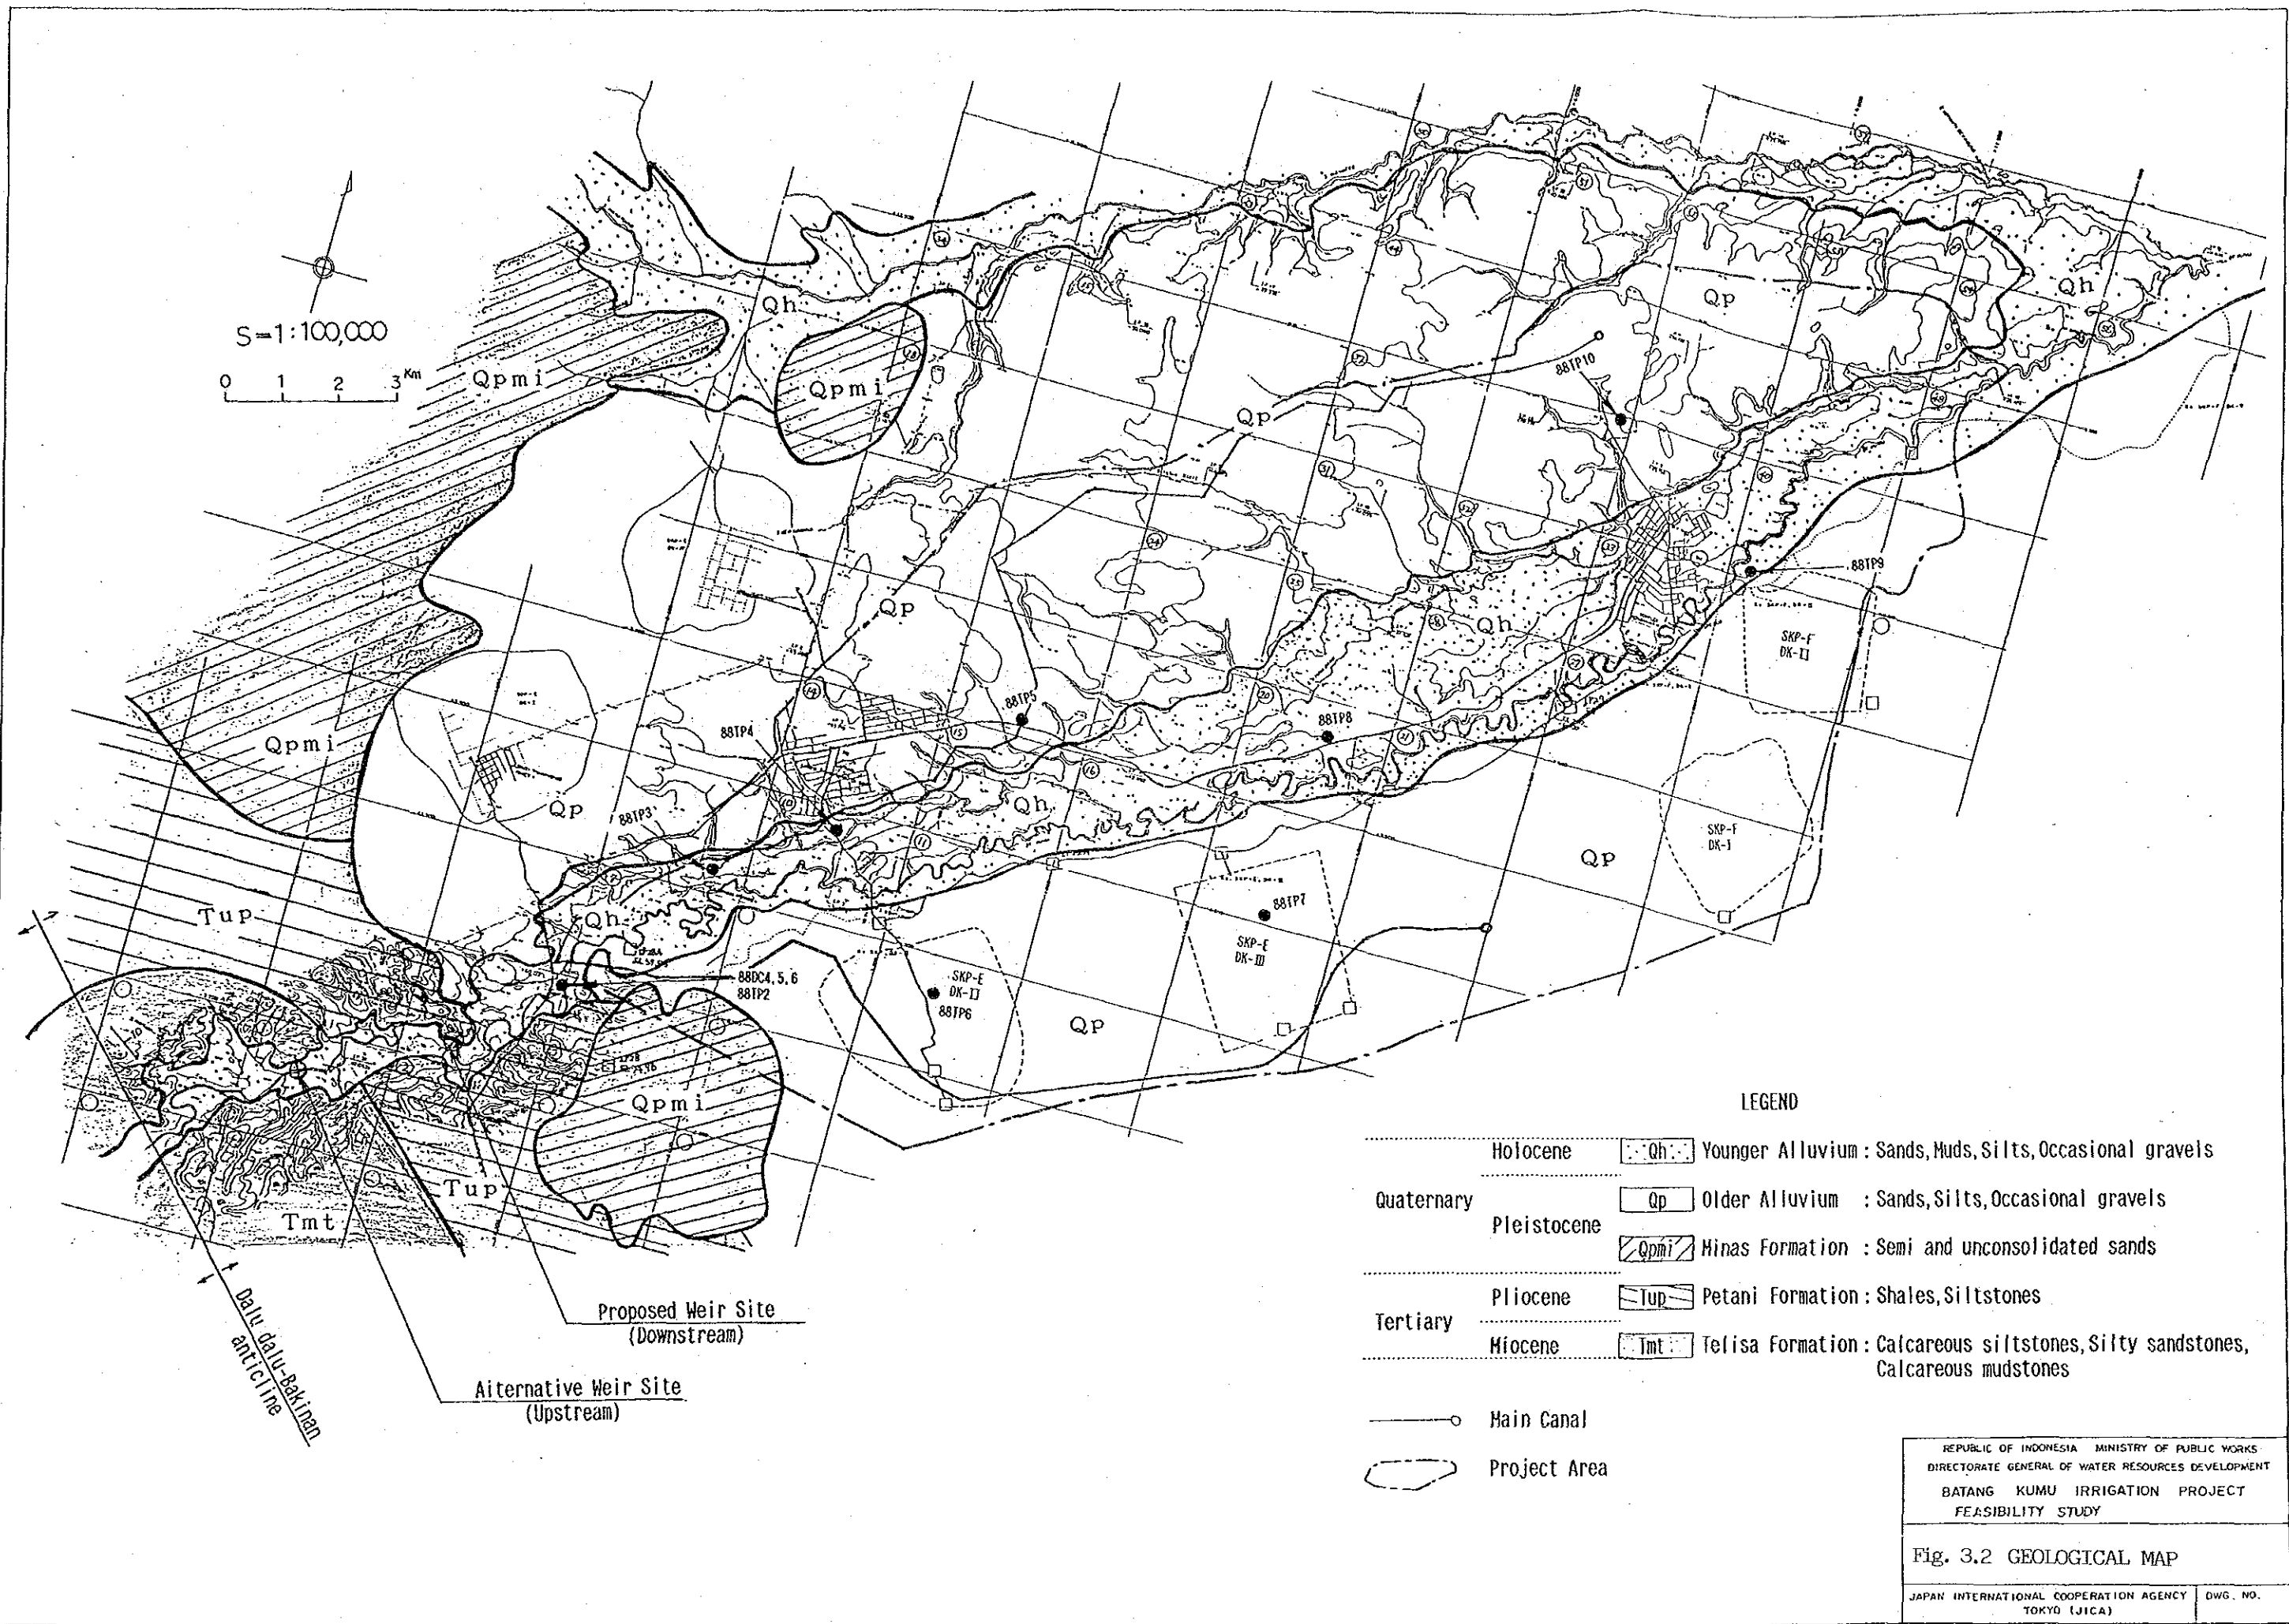 S=1:100,000
0 1 2 3 Km
Qpmi
Qh
Qpmi
Qp
Qp
Qh
88TP10
88TP9
SKP-F
DK-II
Qp
Qh
Qpmi
88TP4
88TP5
88TP8
Qp
88TP3
Qh
SKP-F
DK-I
Qp
Tup
Qh
88TP7
SKP-E
DK-III
88DC4,5,6
88TP2
SKP-E
DK-II
88TP6
Qp
Qpmi
Tup
Tmt
Dalu dalu-Bakinan
anticline
Proposed Weir Site
(Downstream)
Aiternative Weir Site
(Upstream)
LEGEND
Holocene Qh Younger Alluvium : Sands, Muds, Silts, Occasional gravels
Quaternary
Qp Older Alluvium : Sands, Silts, Occasional gravels
Pleistocene
Qpmi Minas Formation : Semi and unconsolidated sands
Pliocene Tup Petani Formation : Shales, Siltstones
Tertiary
Miocene Tmt Telisa Formation : Calcareous siltstones, Silty sandstones,
Calcareous mudstones
Main Canal
Project Area
REPUBLIC OF INDONESIA MINISTRY OF PUBLIC WORKS
DIRECTORATE GENERAL OF WATER RESOURCES DEVELOPMENT
BATANG KUMU IRRIGATION PROJECT
FEASIBILITY STUDY
Fig. 3.2 GEOLOGICAL MAP
JAPAN INTERNATIONAL COOPERATION AGENCY DWG. NO.
TOKYO (JICA)